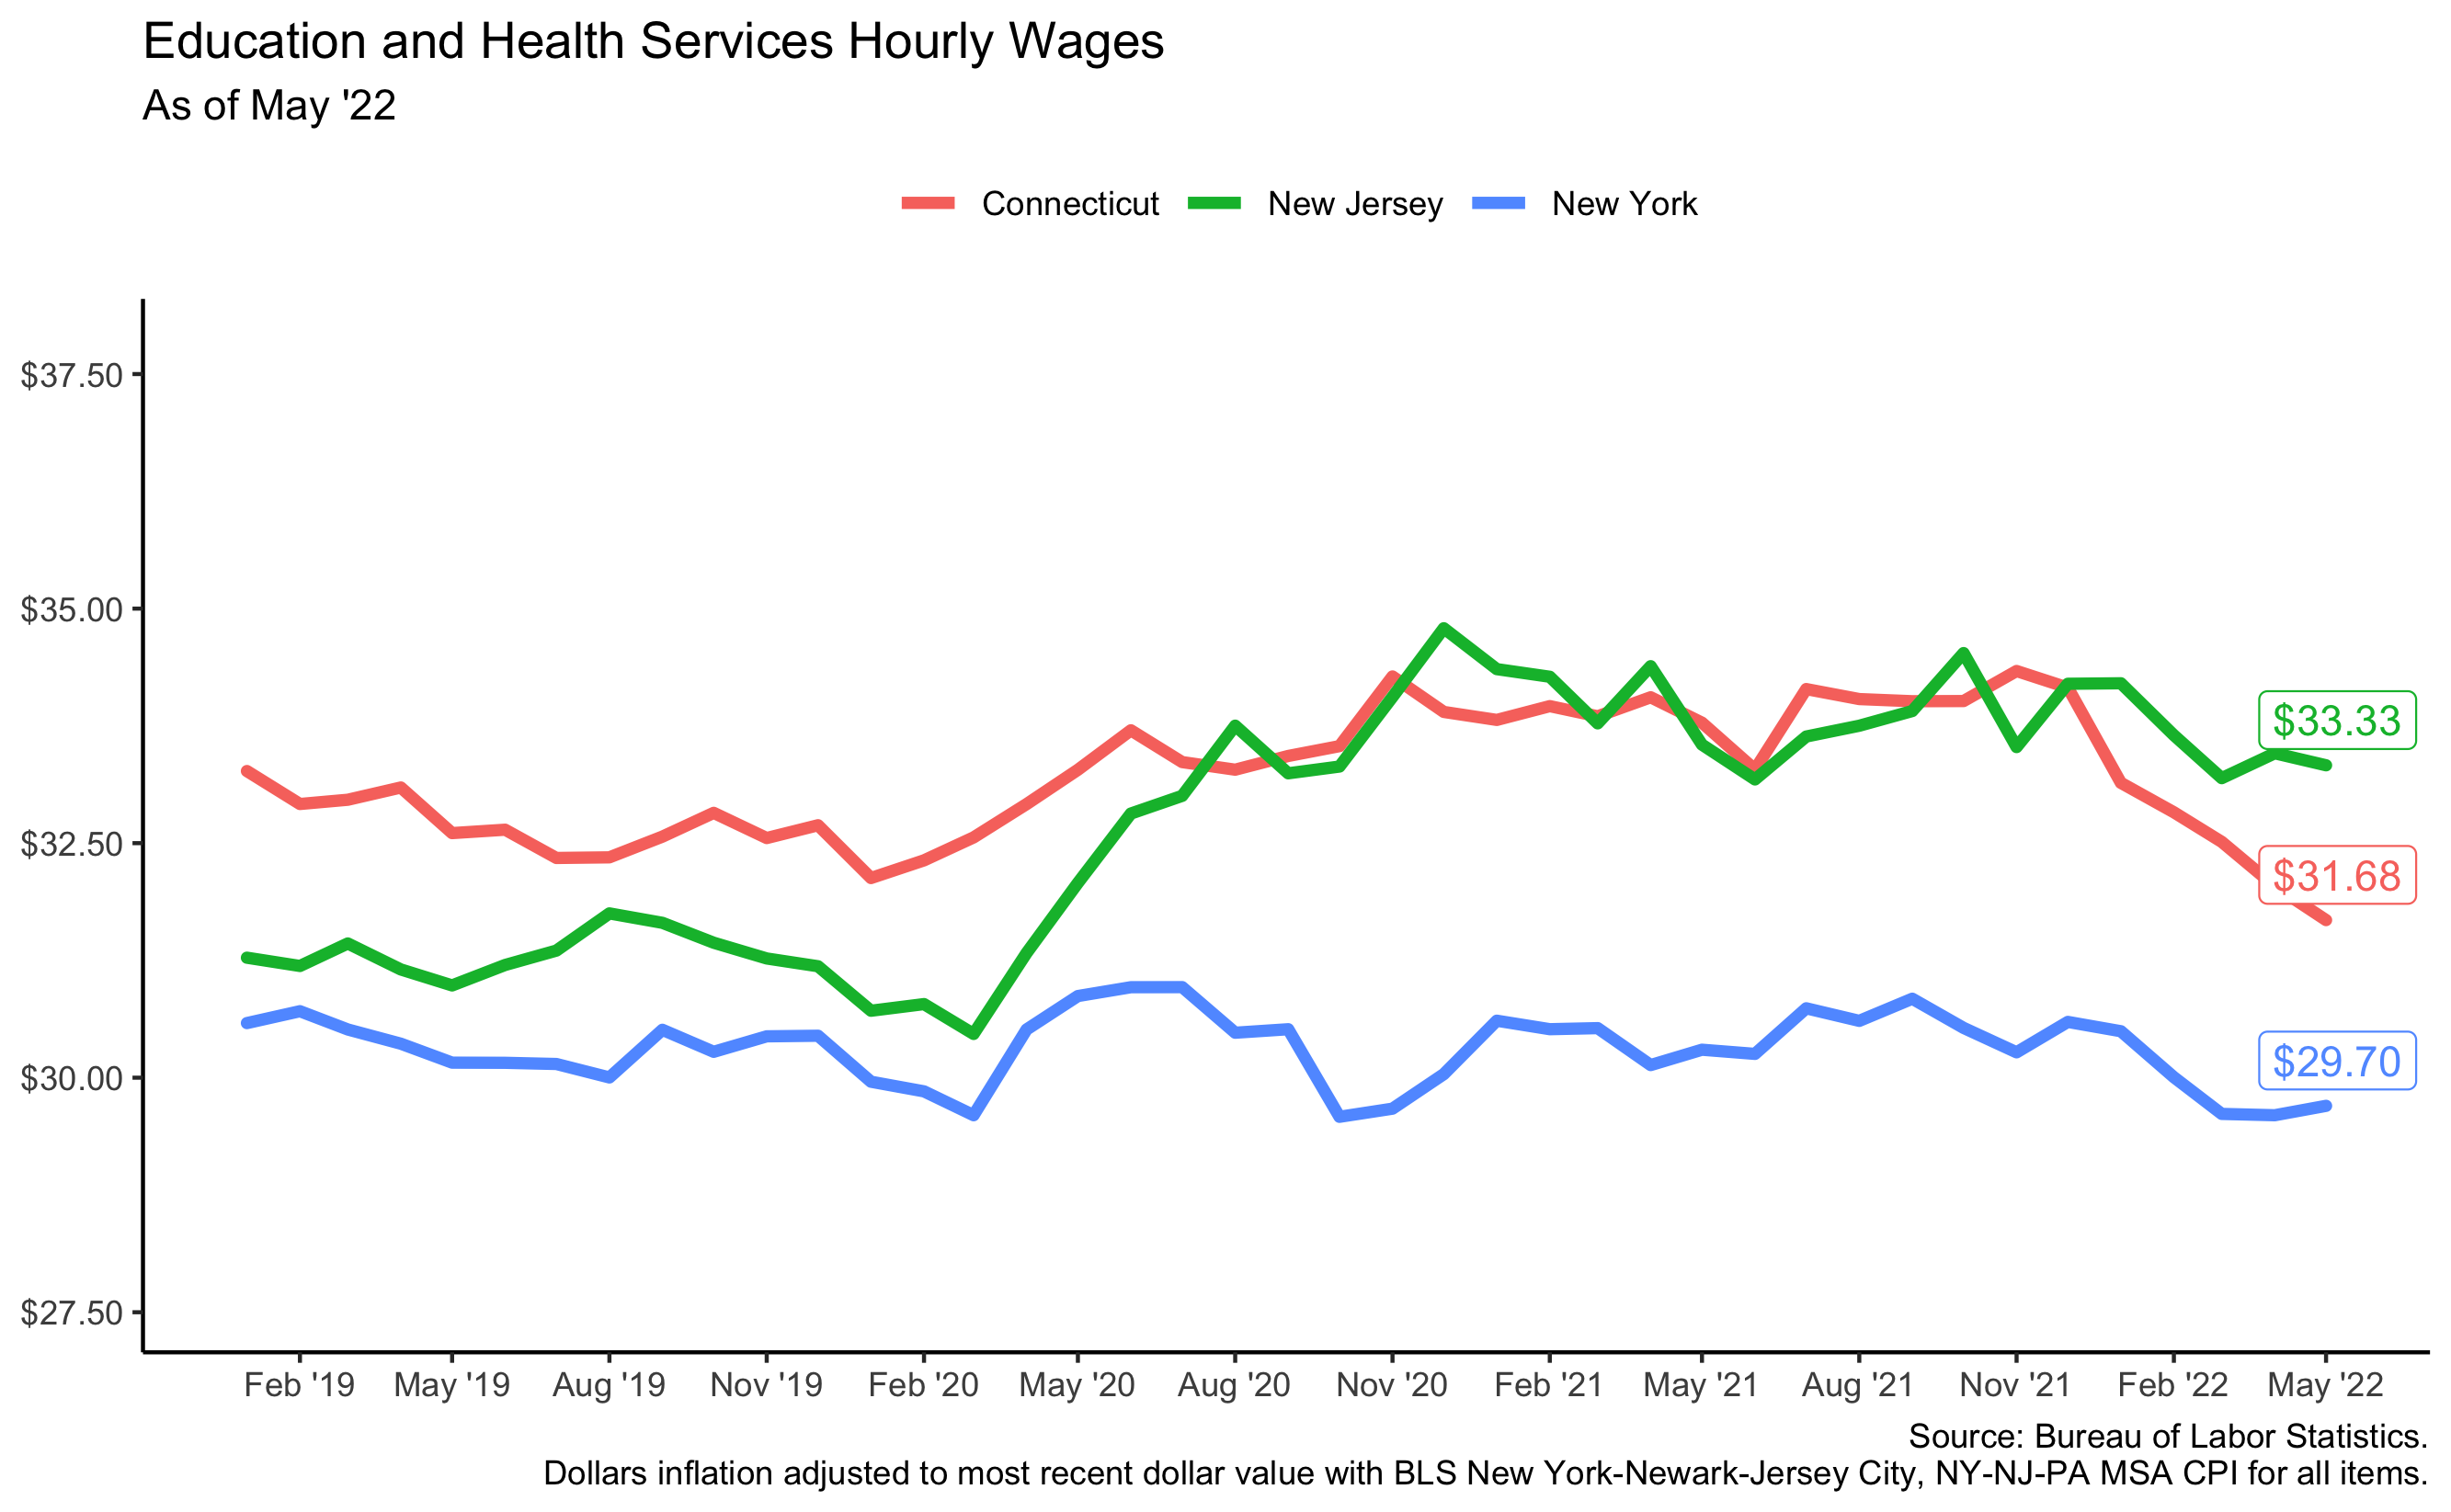 Education and Health Services Hourly Wages
As of May '22
Connecticut New Jersey New York
$37.50
$35.00
$32.50
$30.00
$27.50
$33.33
$31.68
$29.70
Feb '19 May '19 Aug '19 Nov '19 Feb '20 May '20 Aug '20 Nov '20 Feb '21 May '21 Aug '21 Nov '21 Feb '22 May '22
Source: Bureau of Labor Statistics.
Dollars inflation adjusted to most recent dollar value with BLS New York-Newark-Jersey City, NY-NJ-PA MSA CPI for all items.